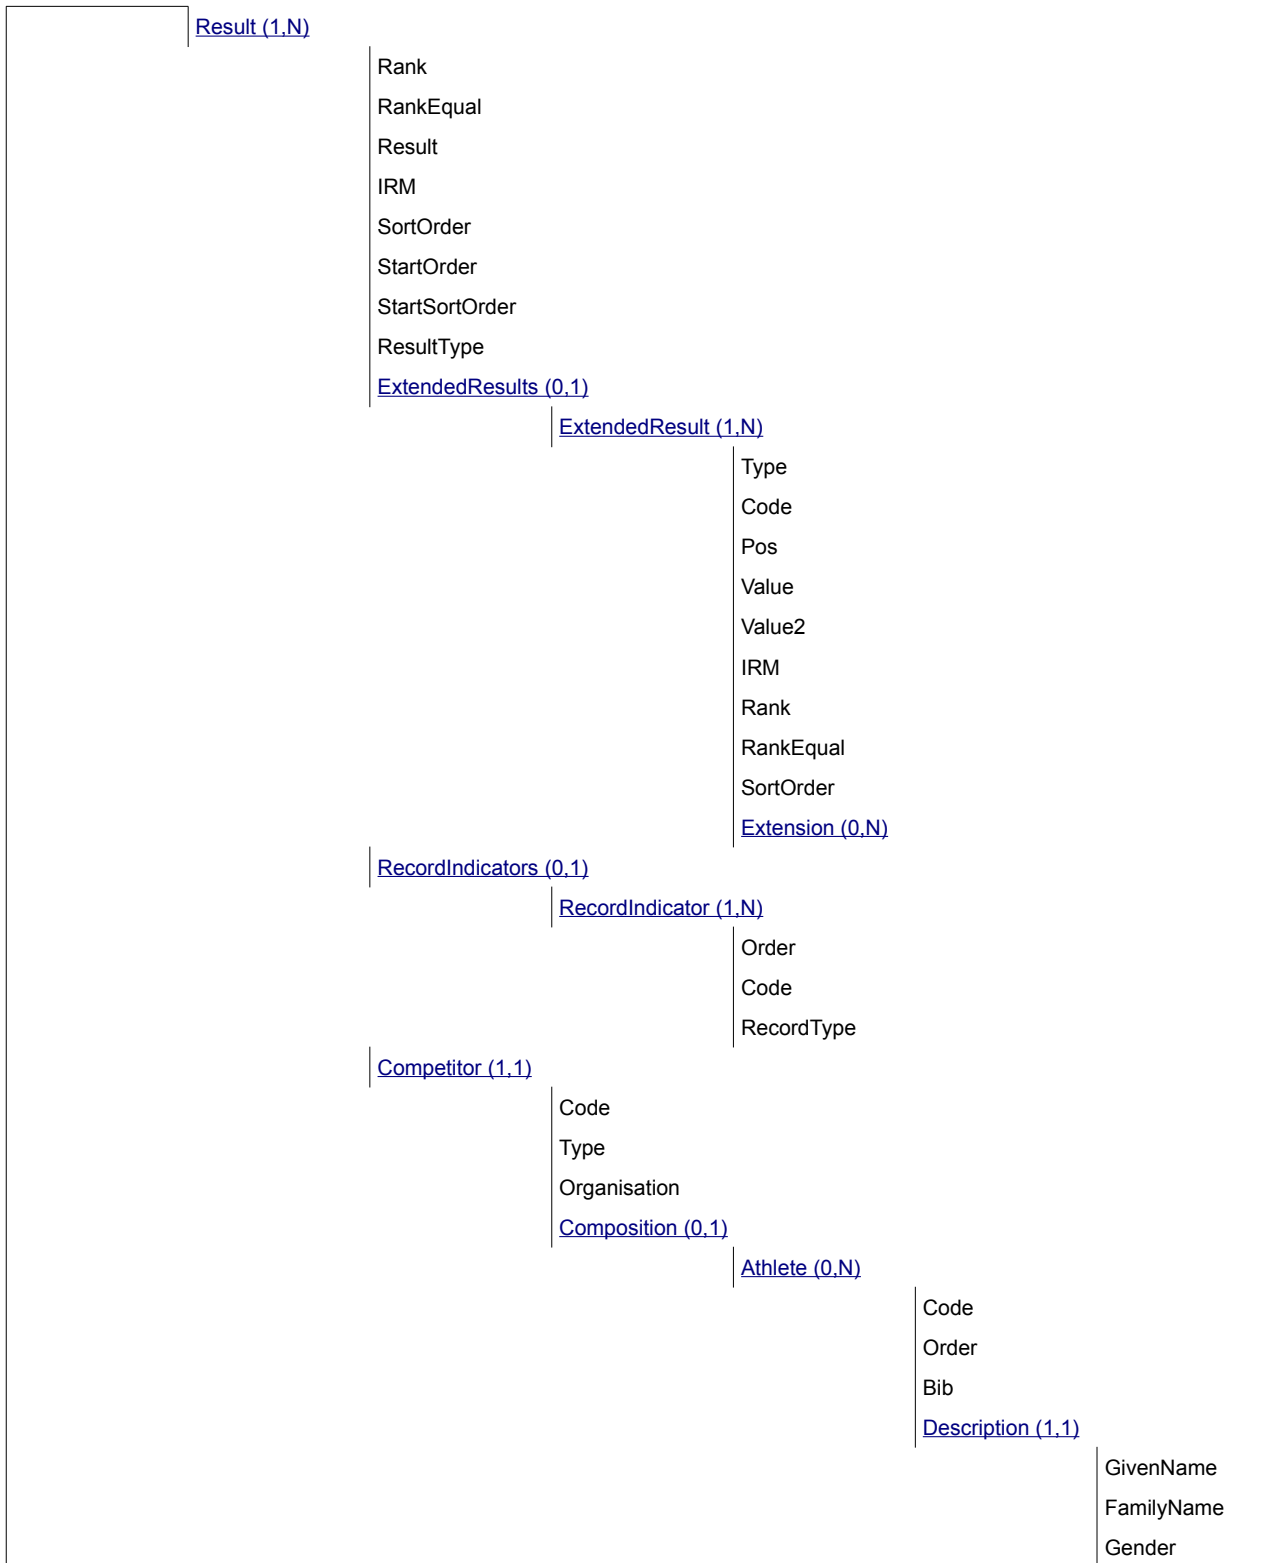 Result (1,N)
Rank
RankEqual
Result
IRM
SortOrder
StartOrder
StartSortOrder
ResultType
ExtendedResults (0,1)
ExtendedResult (1,N)
Type
Code
Pos
Value
Value2
IRM
Rank
RankEqual
SortOrder
Extension (0,N)
RecordIndicators (0,1)
RecordIndicator (1,N)
Order
Code
RecordType
Competitor (1,1)
Code
Type
Organisation
Composition (0,1)
Athlete (0,N)
Code
Order
Bib
Description (1,1)
GivenName
FamilyName
Gender